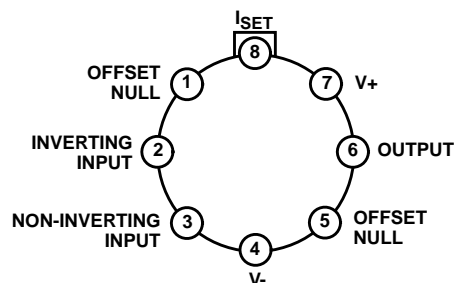 ISET
8
OFFSET
NULL
1
7
V+
INVERTING
INPUT
2
6
OUTPUT
NON-INVERTING
INPUT
3
5
OFFSET
NULL
4
V-